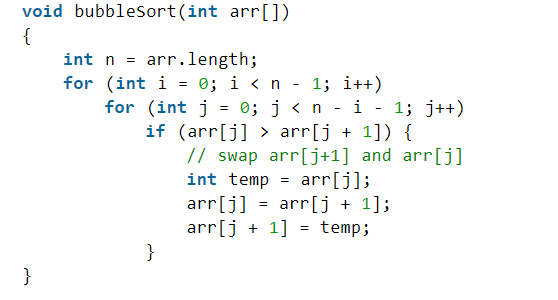 void bubbleSort(int arr[])
{
    int n = arr.length;
    for (int i = 0; i < n - 1; i++)
        for (int j = 0; j < n - i - 1; j++)
            if (arr[j] > arr[j + 1]) {
                // swap arr[j+1] and arr[j]
                int temp = arr[j];
                arr[j] = arr[j + 1];
                arr[j + 1] = temp;
            }
}